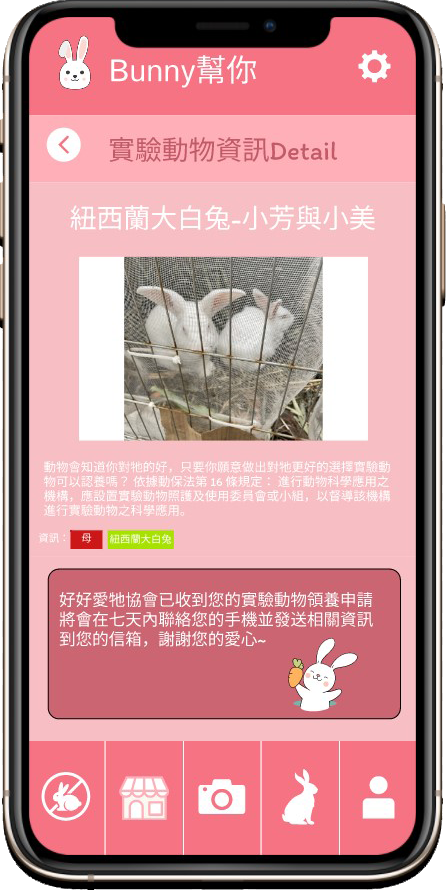 Bunny幫你
實驗動物資訊Detail
紐西蘭大白兔-小芳與小美
動物會知道你對牠的好，只要你願意做出對牠更好的選擇實驗動
物可以認養嗎？ 依據動保法第 16 條規定： 進行動物科學應用之
機構，應設置實驗動物照護及使用委員會或小組，以督導該機構
進行實驗動物之科學應用。
資訊： 母 紐西蘭大白兔
好好愛牠協會已收到您的實驗動物領養申請
將會在七天內聯絡您的手機並發送相關資訊
到您的信箱，謝謝您的愛心~